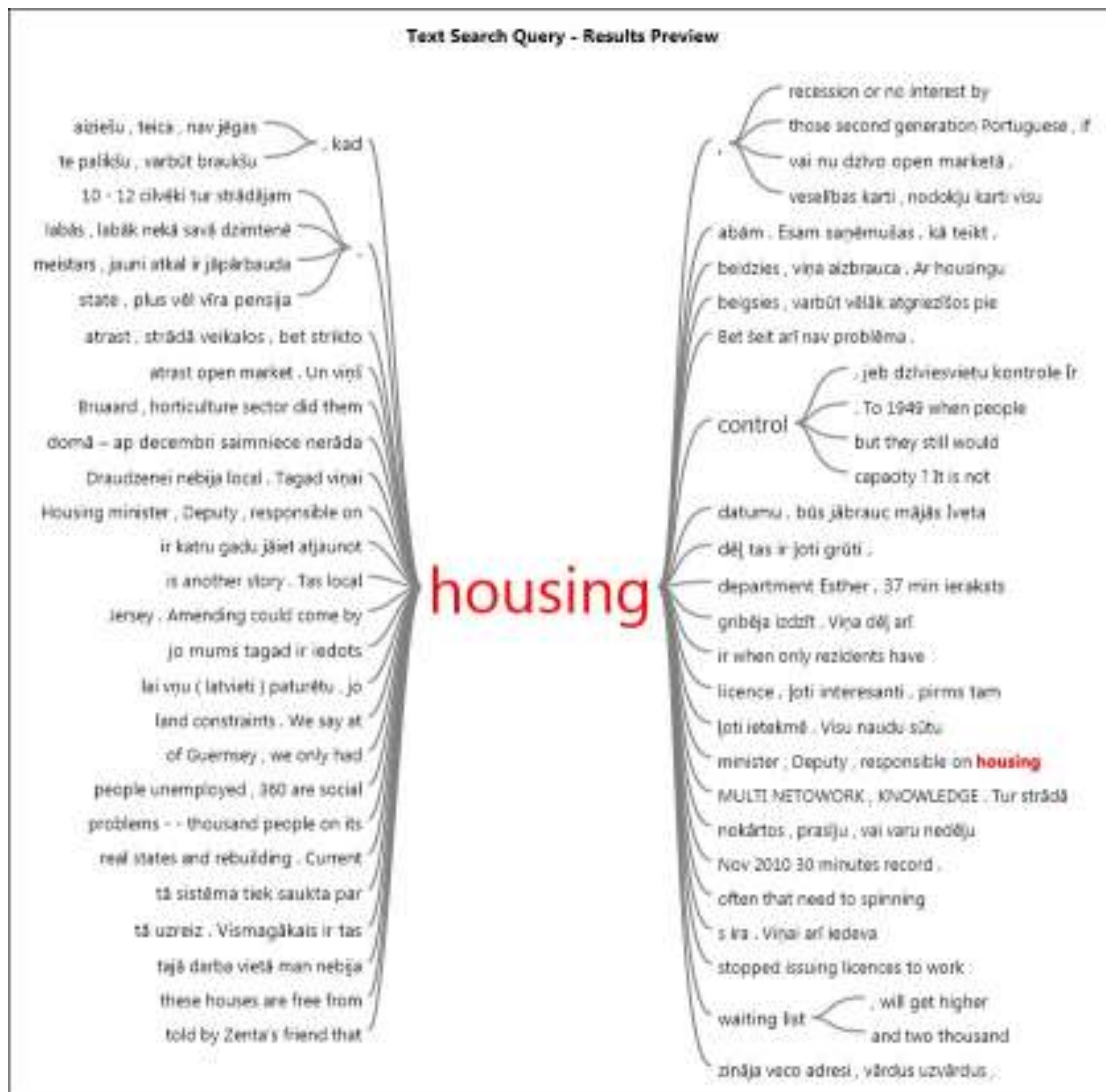 Text Search Query - Results Preview
aiziešu , teica , nav jēgas
te palikšu , varbūt braukšu
, kad
10 - 12 cilvēki tur strādājam
labās , labāk nekā savā dzimtenē
meistars , jauni atkal ir jāpārbauda
state , plus vēl vīra pensija
.
atrast , strādā veikalos , bet strikto
atrast open market . Un viņš
Bruaard , horticulture sector did them
domā – ap decembri saimniece nerāda
Draudzenei nebija local . Tagad viņai
Housing minister , Deputy , responsible on
ir katru gadu jāiet atjaunot
is another story . Tas local
Jersey . Amending could come by
jo mums tagad ir iedots
lai vņu ( latvieti ) paturētu , jo
land constraints . We say at
of Guernsey , we only had
people unemployed , 360 are social
problems - - thousand people on its
real states and rebuilding . Current
tā sistēma tiek saukta par
tā uzreiz . Vismagākais ir tas
tajā darba vietā man nebija
these houses are free from
told by Zenta's friend that
housing
,
recession or no interest by
those second generation Portuguese , if
vai nu dzīvo open marketā .
veselības karti , nodokļu karti visu
abām . Esam saņēmušas , kā teikt ,
beidzies , viņa aizbrauca . Ar housingu
beigsies , varbūt vēlāk atgriezīšos pie
Bet šeit arī nav problēma .
control
, jeb dzīviesvietu kontrole Ir
. To 1949 when people
but they still would
capacity ? It is not
datumu , būs jābrauc mājās Iveta
dēļ tas ir ļoti grūti .
department Esther . 37 min ieraksts
gribēja izdzīt . Viņa dēļ arī
ir when only rezidents have
licence , ļoti interesanti , pirms tam
ļoti ietekmē . Visu naudu sūtu
minister , Deputy , responsible on housing
MULTI NETOWORK , KNOWLEDGE . Tur strādā
nokārtos , prasīju , vai varu nedēļu
Nov 2010 30 minutes record .
often that need to spinning
s ira . Viņai arī iedeva
stopped issuing licences to work
waiting list
, will get higher
and two thousand
zināja veco adresi , vārdus uzvārdus ,